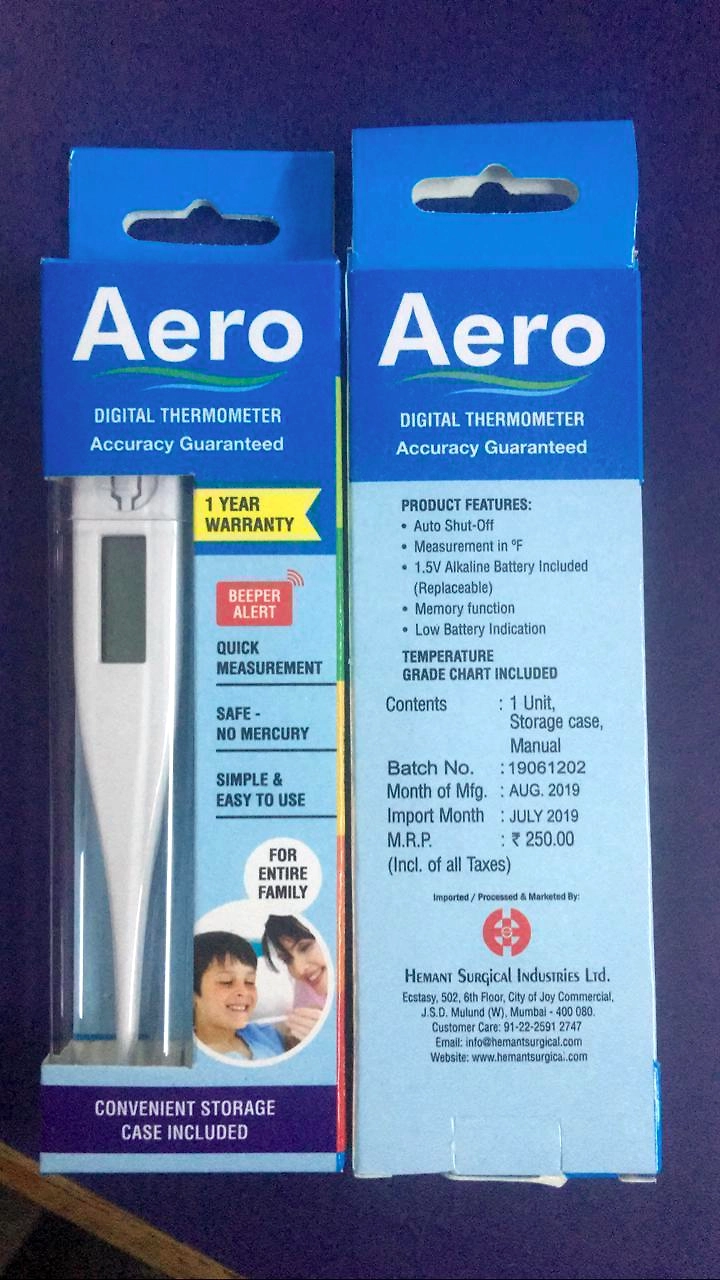 Aero
DIGITAL THERMOMETER
Accuracy Guaranteed
1 YEAR
WARRANTY
BEEPER
ALERT
QUICK
MEASUREMENT
SAFE -
NO MERCURY
SIMPLE &
EASY TO USE
FOR
ENTIRE
FAMILY
CONVENIENT STORAGE
CASE INCLUDED
Aero
DIGITAL THERMOMETER
Accuracy Guaranteed
PRODUCT FEATURES:
• Auto Shut-Off
• Measurement in ºF
• 1.5V Alkaline Battery Included
(Replaceable)
• Memory function
• Low Battery Indication
TEMPERATURE
GRADE CHART INCLUDED
Contents : 1 Unit,
Storage case,
Manual
Batch No. : 19061202
Month of Mfg. : AUG. 2019
Import Month : JULY 2019
M.R.P. : ₹ 250.00
(Incl. of all Taxes)
Imported / Processed & Marketed By:
HEMANT SURGICAL INDUSTRIES LTD.
Ecstasy, 502, 6th Floor, City of Joy Commercial,
J.S.D. Mulund (W), Mumbai - 400 080.
Customer Care: 91-22-2591 2747
Email: info@hemantsurgical.com
Website: www.hemantsurgical.com